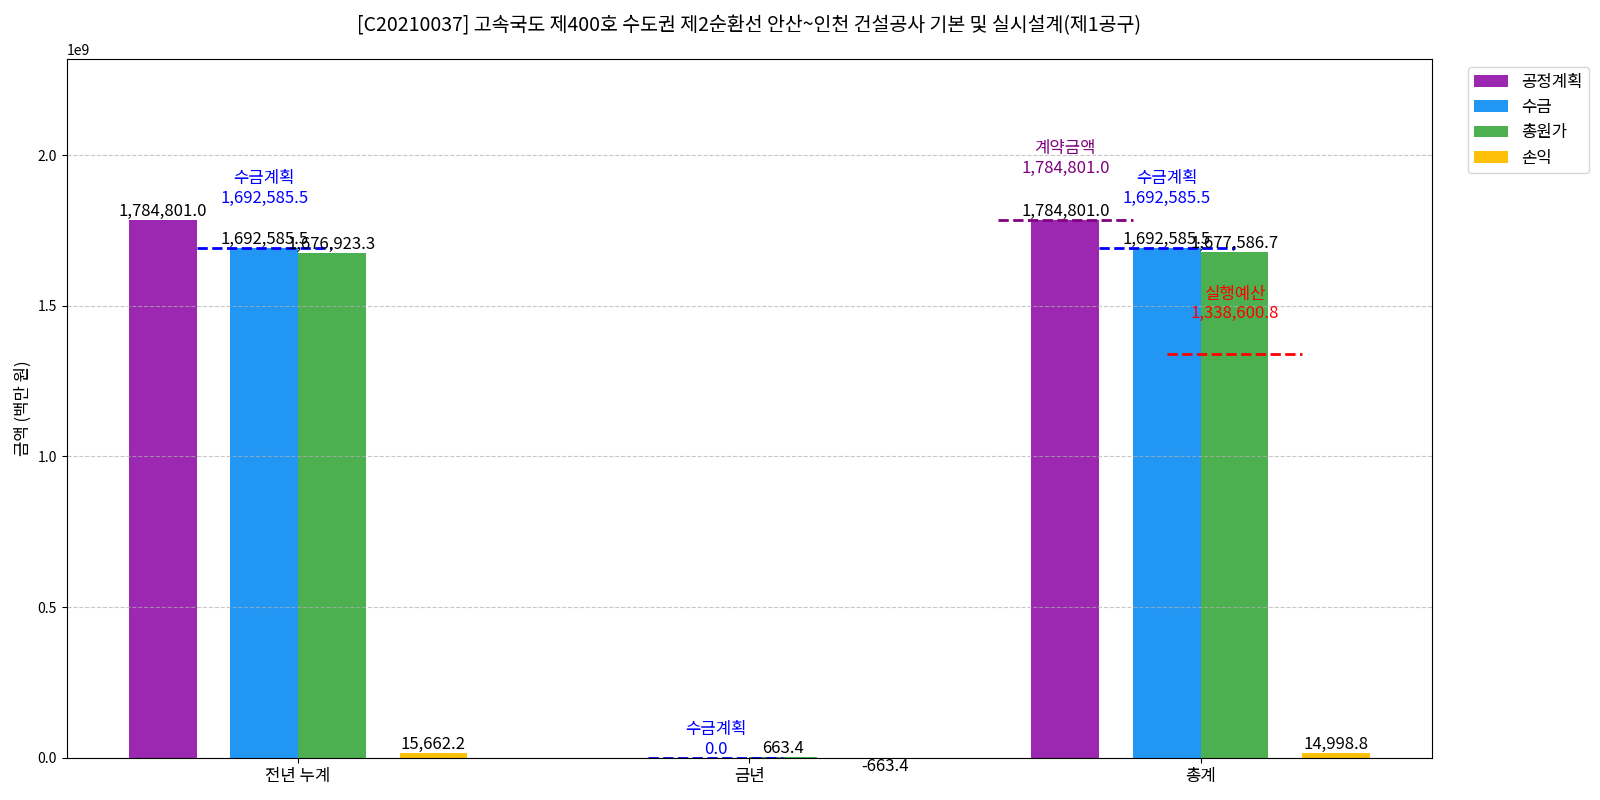 [C20210037] 고속국도 제400호 수도권 제2순환선 안산~인천 건설공사 기본 및 실시설계(제1공구)
1e9
공정계획
수금
총원가
손익
2.0
1.5
1.0
0.5
0.0
금액 (백만 원)
수금계획
1,692,585.5
1,784,801.0
1,692,585.5
1,676,923.3
15,662.2
수금계획
0.0
663.4
-663.4
계약금액
1,784,801.0
수금계획
1,692,585.5
1,784,801.0
1,692,585.5
1,677,586.7
실행예산
1,338,600.8
14,998.8
전년 누계
금년
총계